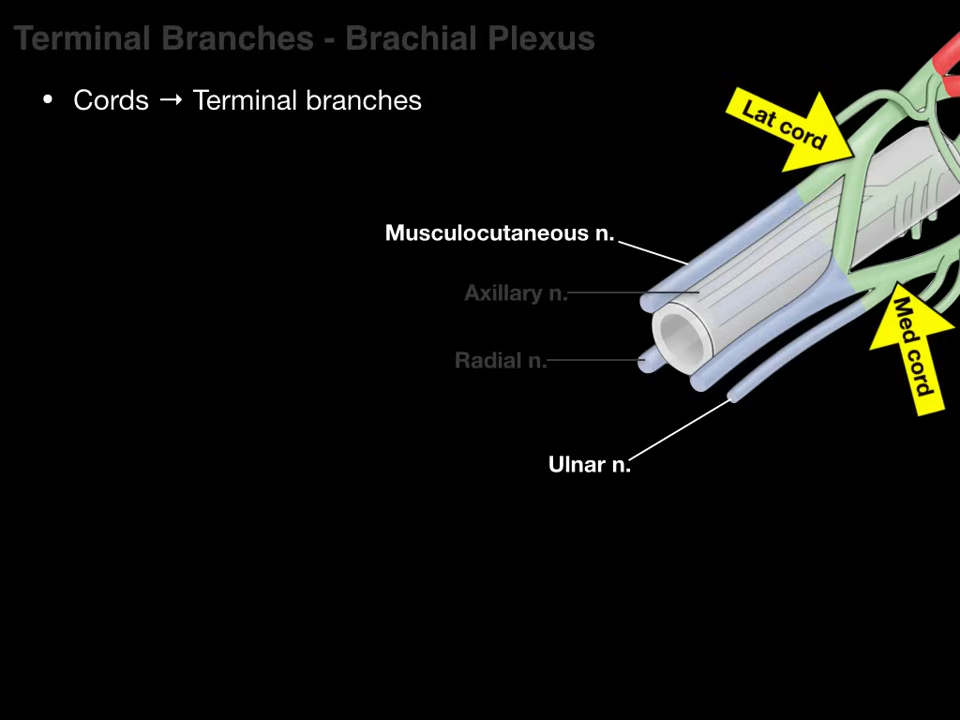 Terminal Branches - Brachial Plexus
• Cords → Terminal branches
Lat cord
Musculocutaneous n.
Axillary n.
Med cord
Radial n.
Ulnar n.